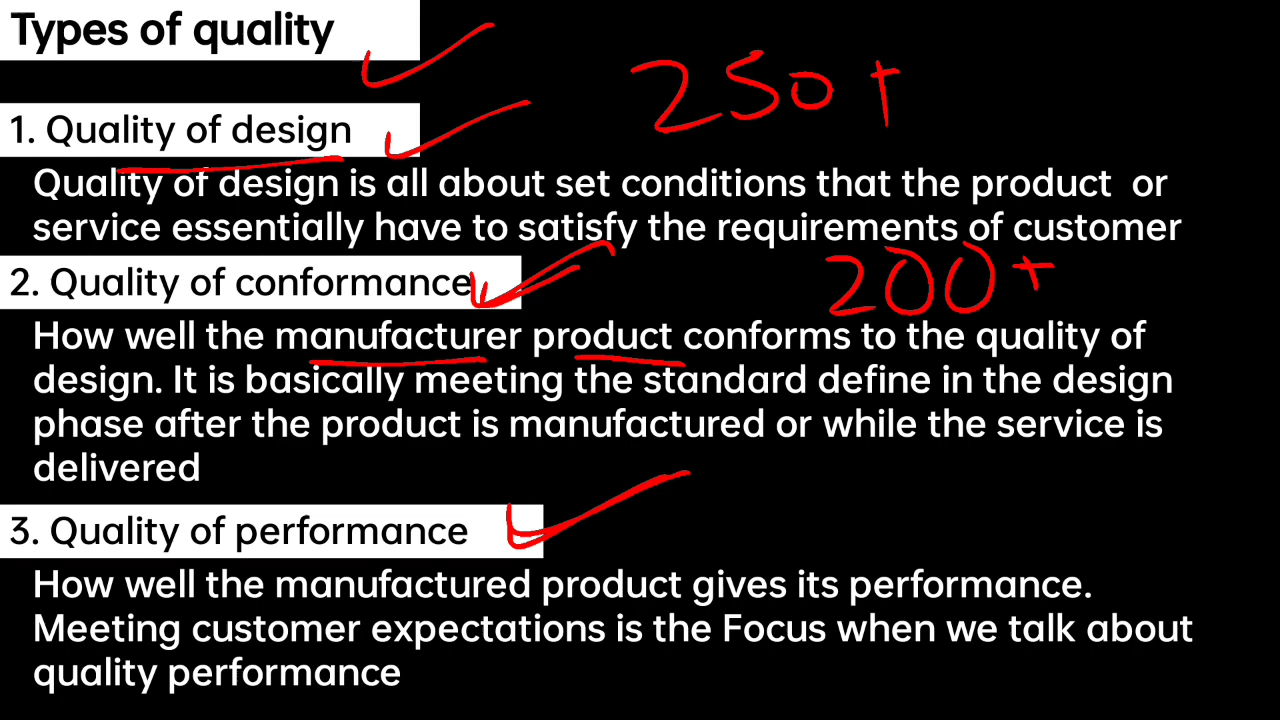 Types of quality
250+
1. Quality of design
Quality of design is all about set conditions that the product or
service essentially have to satisfy the requirements of customer
2. Quality of conformance
200+
How well the manufacturer product conforms to the quality of
design. It is basically meeting the standard define in the design
phase after the product is manufactured or while the service is
delivered
3. Quality of performance
How well the manufactured product gives its performance.
Meeting customer expectations is the Focus when we talk about
quality performance